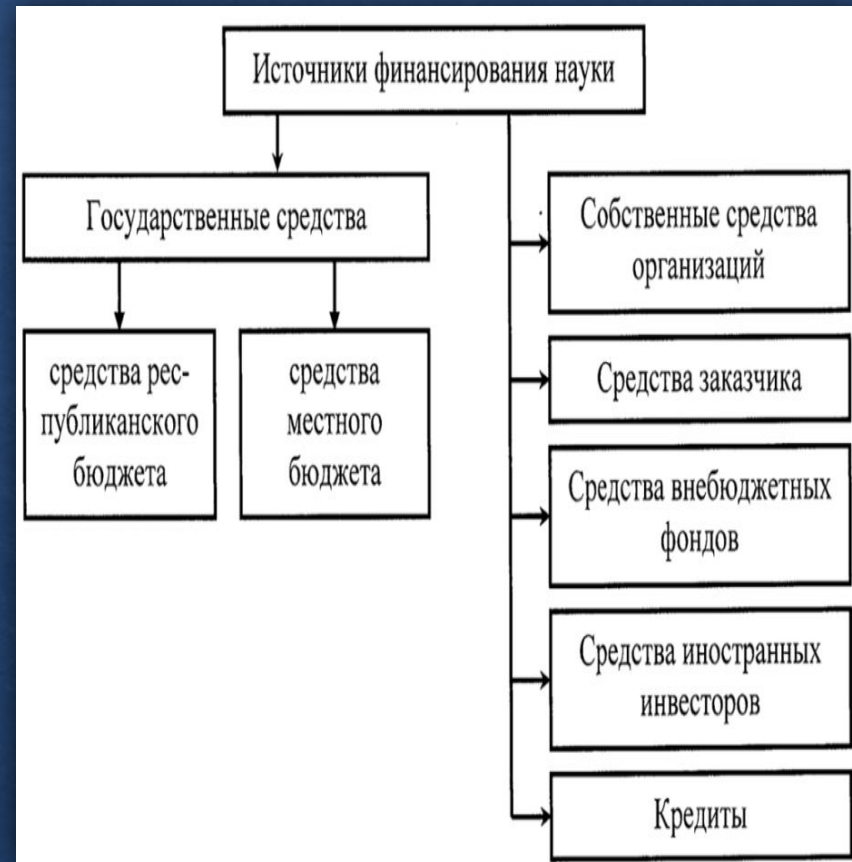 Источники финансирования науки
Государственные средства
средства рес-
публиканского
бюджета
средства
местного
бюджета
Собственные средства
организаций
Средства заказчика
Средства внебюджетных
фондов
Средства иностранных
инвесторов
Кредиты